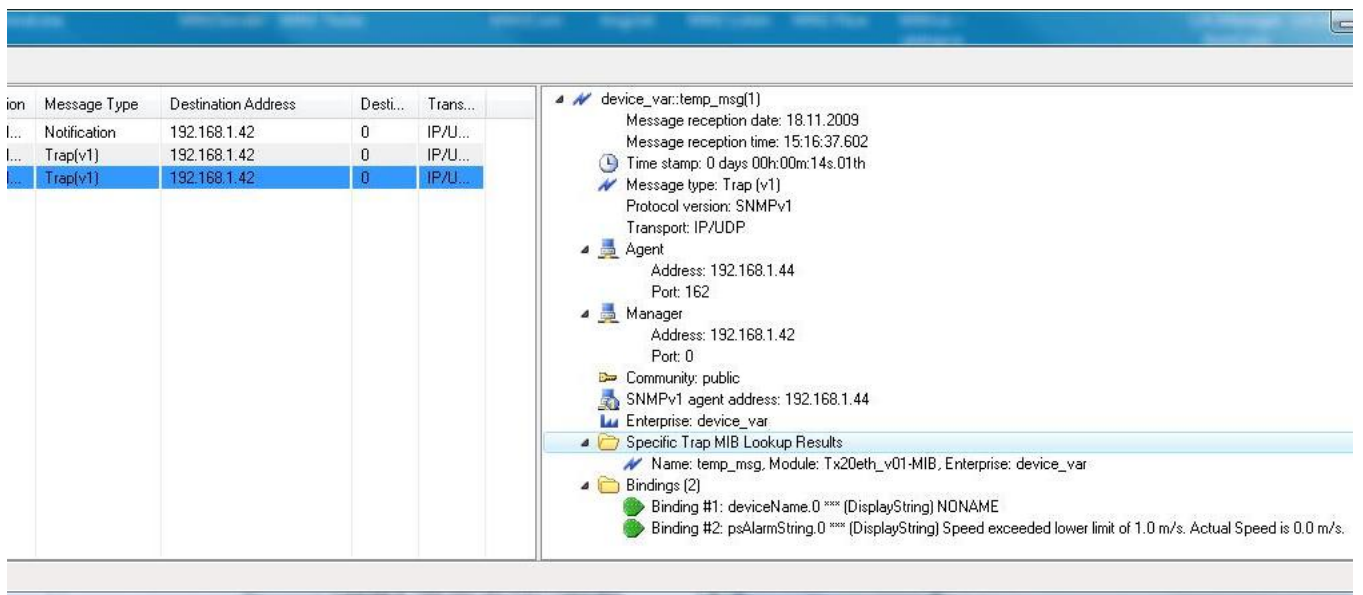 ion Message Type Destination Address Desti... Trans...
l... Notification 192.168.1.42 0 IP/U...
l... Trap(v1) 192.168.1.42 0 IP/U...
l... Trap(v1) 192.168.1.42 0 IP/U...
device_var::temp_msg(1)
Message reception date: 18.11.2009
Message reception time: 15:16:37.602
Time stamp: 0 days 00h:00m:14s.01th
Message type: Trap (v1)
Protocol version: SNMPv1
Transport: IP/UDP
Agent
Address: 192.168.1.44
Port: 162
Manager
Address: 192.168.1.42
Port: 0
Community: public
SNMPv1 agent address: 192.168.1.44
Enterprise: device_var
Specific Trap MIB Lookup Results
Name: temp_msg, Module: Tx20eth_v01-MIB, Enterprise: device_var
Bindings (2)
Binding #1: deviceName.0 *** (DisplayString) NONAME
Binding #2: psAlarmString.0 *** (DisplayString) Speed exceeded lower limit of 1.0 m/s. Actual Speed is 0.0 m/s.